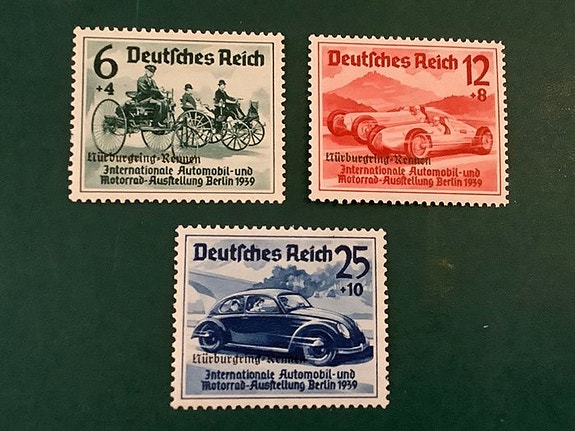 6
+4
Deutsches Reich
Nürburgring-Rennen
Internationale Automobil-und
Motorrad-Ausstellung Berlin 1939
Deutsches Reich
12
+8
Nürburgring-Rennen
Internationale Automobil-und
Motorrad-Ausstellung Berlin 1939
Deutsches Reich
25
+10
Nürburgring-Rennen
Internationale Automobil-und
Motorrad-Ausstellung Berlin 1939